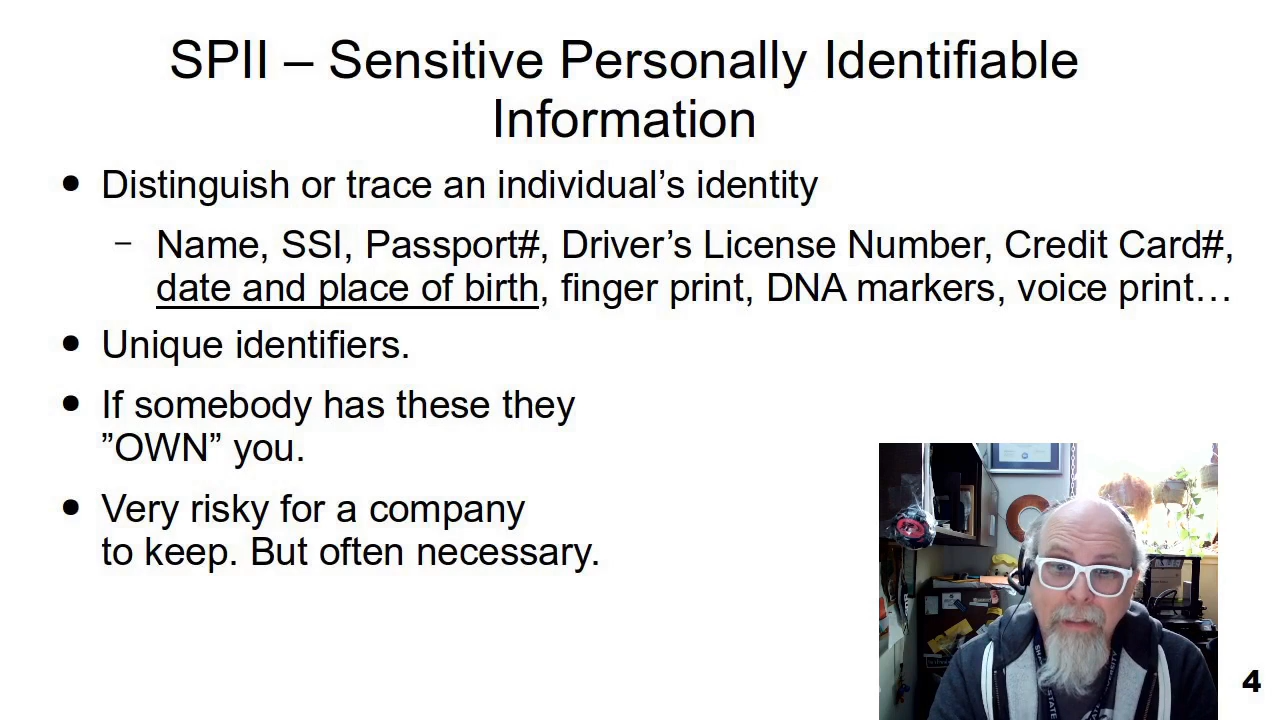 SPII – Sensitive Personally Identifiable
Information
● Distinguish or trace an individual’s identity
– Name, SSI, Passport#, Driver’s License Number, Credit Card#,
date and place of birth, finger print, DNA markers, voice print…
● Unique identifiers.
● If somebody has these they
”OWN” you.
● Very risky for a company
to keep. But often necessary.
STATE
4